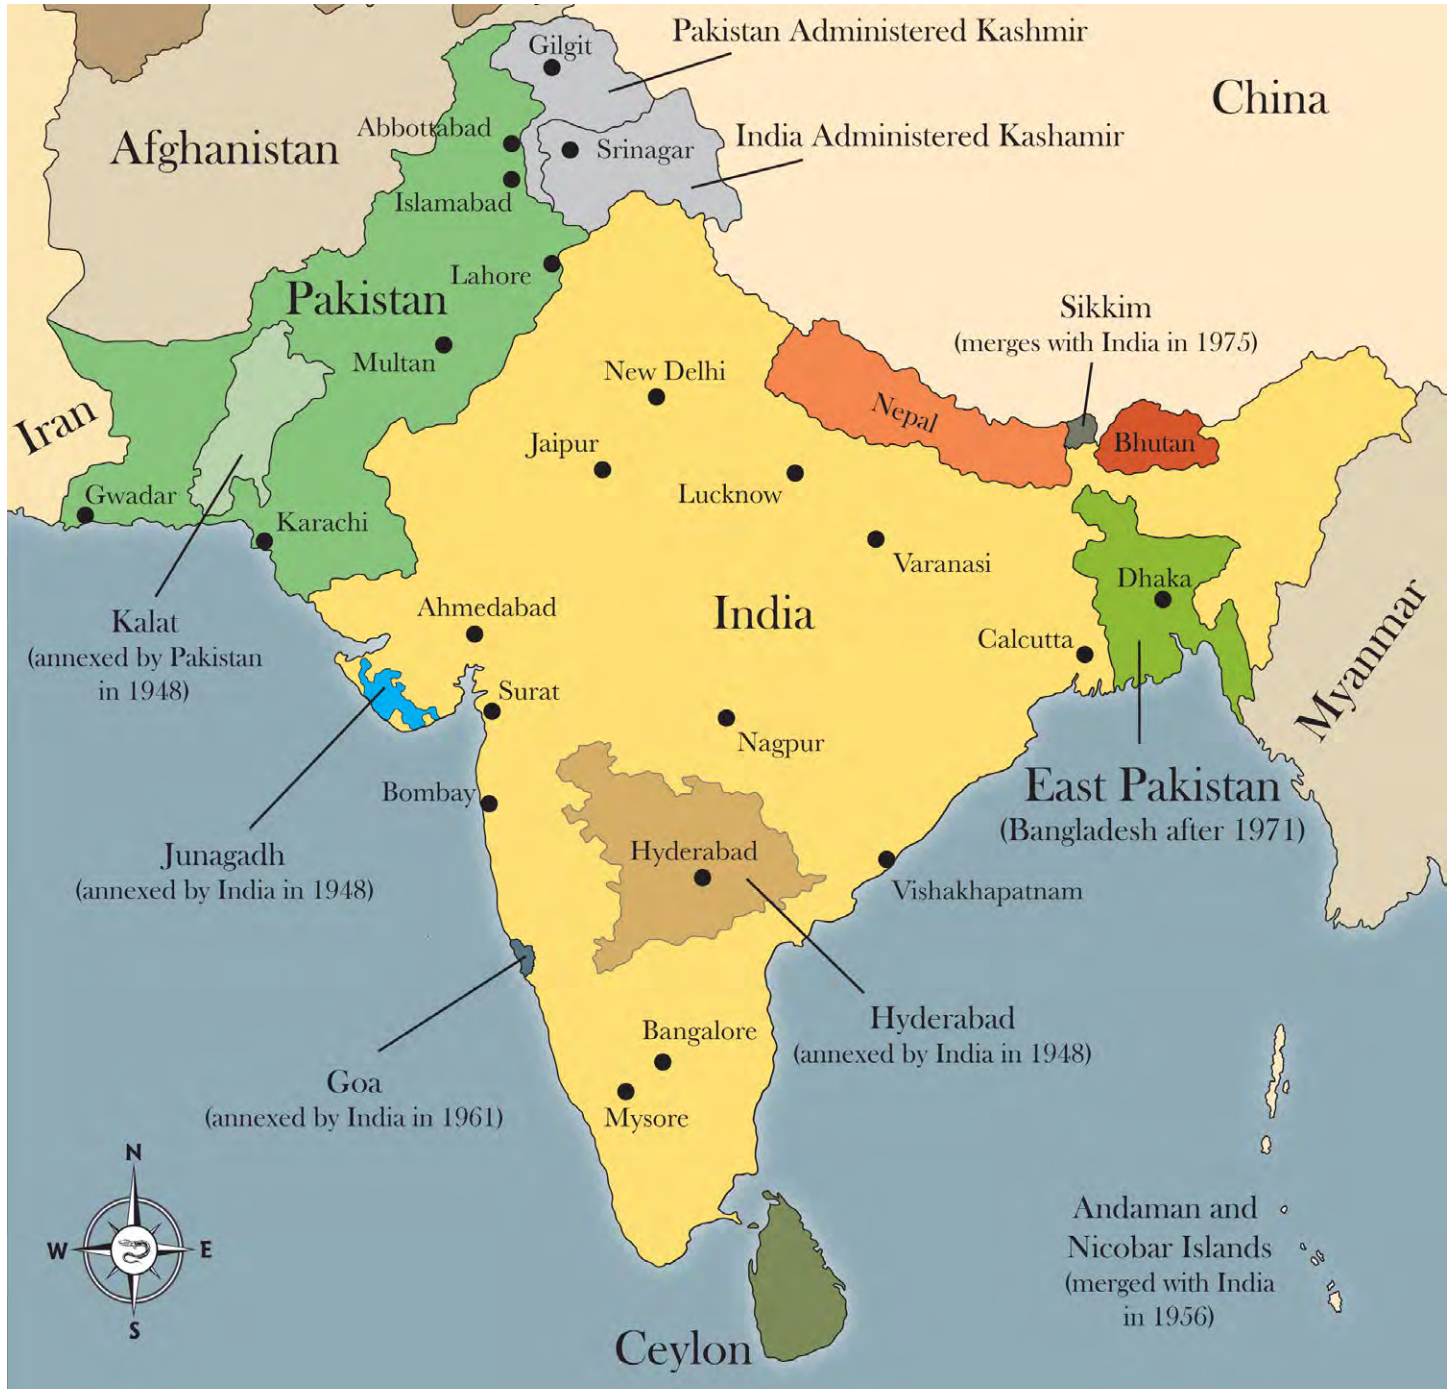 Pakistan Administered Kashmir
Gilgit
China
Abbottabad
India Administered Kashamir
Afghanistan
Srinagar
Islamabad
Lahore
Pakistan
Sikkim
(merges with India in 1975)
Multan
New Delhi
Iran
Nepal
Jaipur
Bhutan
Lucknow
Gwadar
Karachi
Varanasi
Dhaka
Kalat
(annexed by Pakistan
in 1948)
Ahmedabad
India
Calcutta
Myanmar
Surat
Nagpur
Bombay
East Pakistan
(Bangladesh after 1971)
Junagadh
(annexed by India in 1948)
Hyderabad
Vishakhapatnam
Hyderabad
(annexed by India in 1948)
Bangalore
Goa
(annexed by India in 1961)
Mysore
N
W
E
S
Andaman and
Nicobar Islands
(merged with India
in 1956)
Ceylon